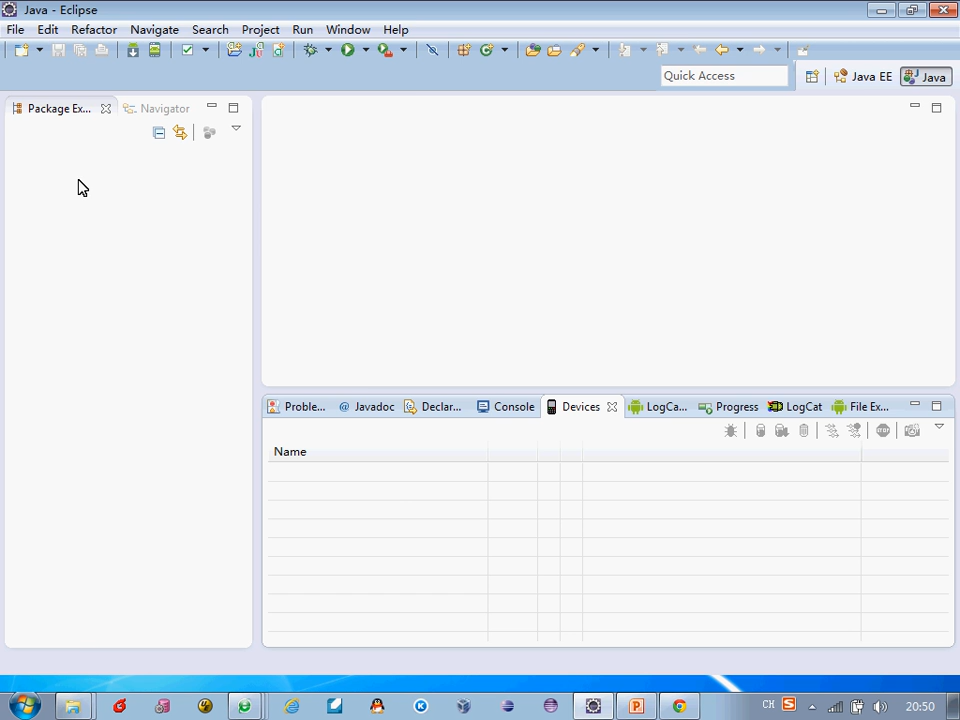 Java - Eclipse
File Edit Refactor Navigate Search Project Run Window Help
Quick Access
Java EE
Java
Package Ex...
Navigator
Proble... @ Javadoc Declar... Console Devices LogCa... Progress LogCat File Ex...
Name
CH
20:50